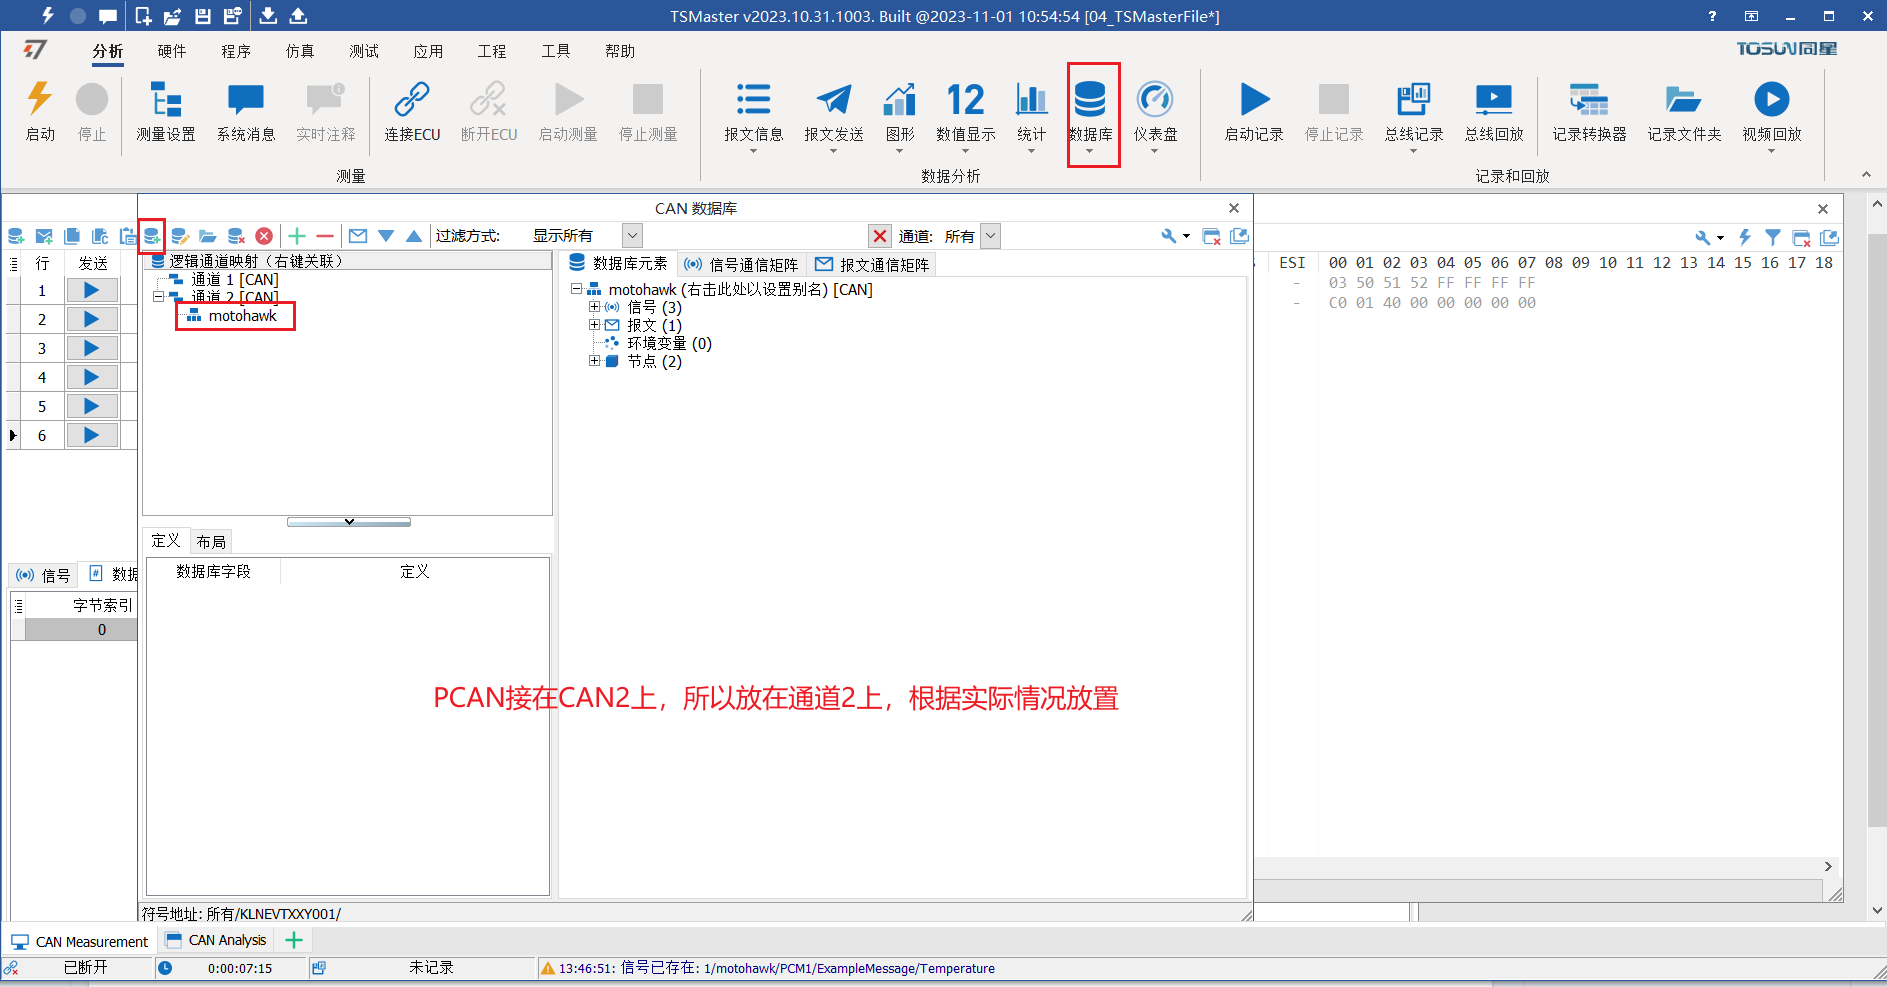 TSMaster v2023.10.31.1003. Built @2023-11-01 10:54:54 [04_TSMasterFile*]
分析 硬件 程序 仿真 测试 试应用 工程 工具 帮助
TOSUN同星
启动 停止 测量设置 系统消息 实时注释 连接ECU 断开ECU 启动测量 停止测量 报文信息 报文发送 图形 12 数值显示 统计 数据库 仪表盘 启动记录 停止记录 总线记录 总线回放 记录转换器 记录文件夹 视频回放
测量 数据分析 记录和回放
CAN 数据库
过滤方式: 显示所有 通道: 所有
行 发送
1
2
3
4
5
6
逻辑通道映射（右键关联）
通道 1 [CAN]
通道 2 [CAN]
motohawk
数据库元素 信号通信矩阵 报文通信矩阵
motohawk (右击此处以设置别名) [CAN]
信号 (3)
报文 (1)
环境变量 (0)
节点 (2)
ESI 00 01 02 03 04 05 06 07 08 09 10 11 12 13 14 15 16 17 18
- 03 50 51 52 FF FF FF FF
- C0 01 40 00 00 00 00 00
定义 布局
数据库字段 定义
信号 数据
字节索引
0
PCAN接在CAN2上，所以放在通道2上，根据实际情况放置
符号地址: 所有/KLNEVTXXY001/
CAN Measurement CAN Analysis
已断开 0:00:07:15 未记录 13:46:51: 信号已存在: 1/motohawk/PCM1/ExampleMessage/Temperature